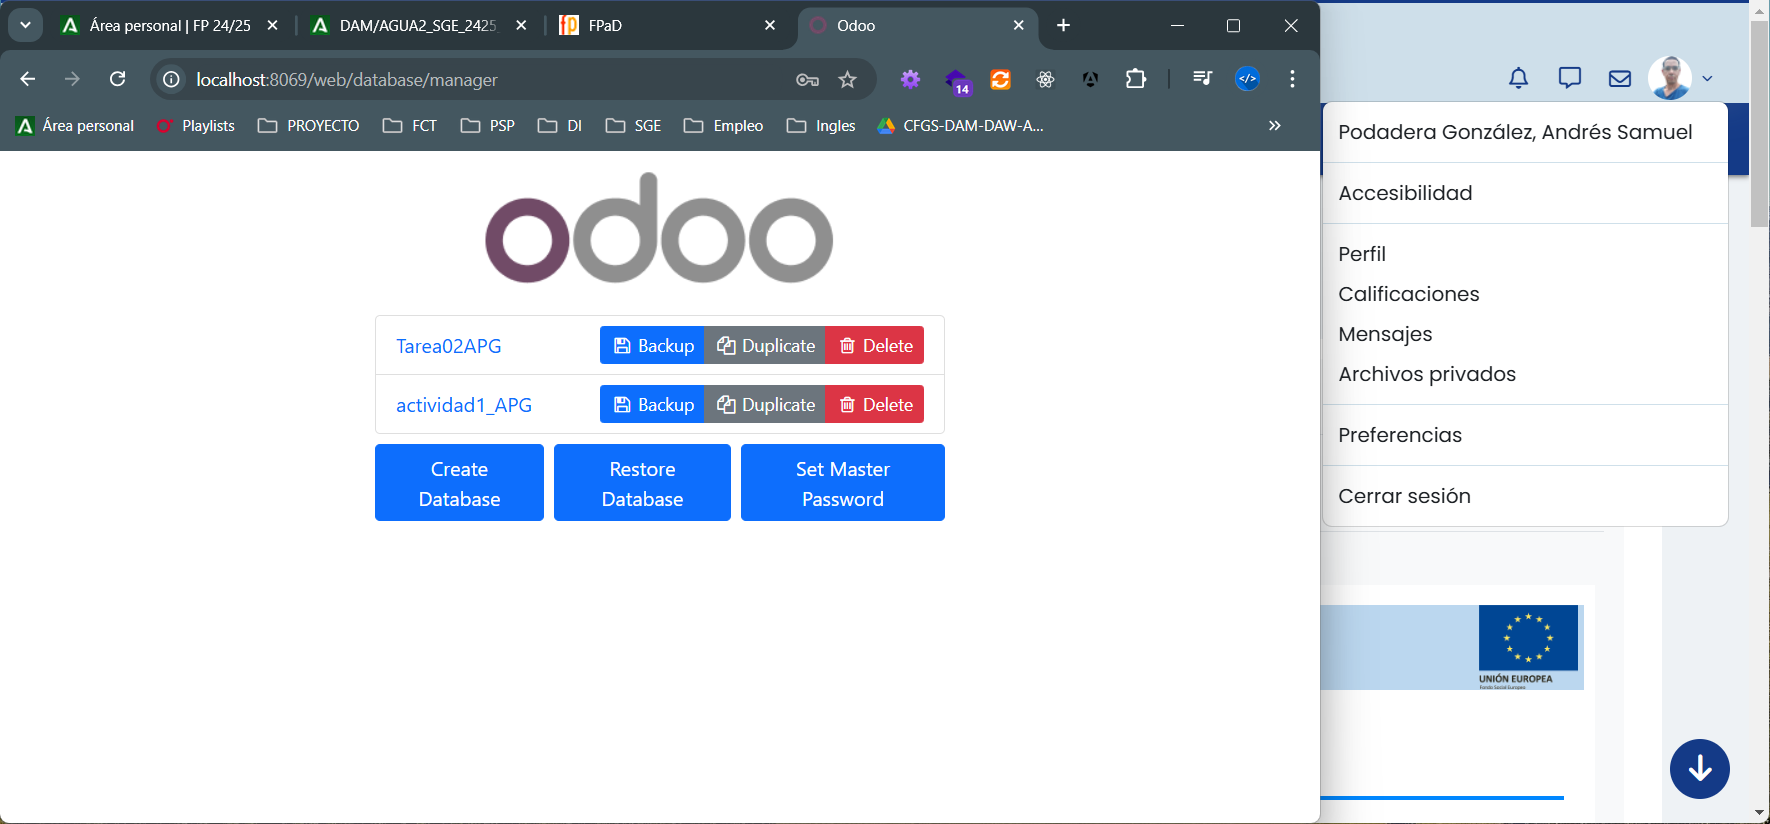 Área personal | FP 24/25
DAM/AGUA2_SGE_2425
FPaD
Odoo
localhost:8069/web/database/manager
14
Área personal
Playlists
PROYECTO
FCT
PSP
DI
SGE
Empleo
Ingles
CFGS-DAM-DAW-A...
odoo
Tarea02APG
Backup
Duplicate
Delete
actividad1_APG
Backup
Duplicate
Delete
Create
Database
Restore
Database
Set Master
Password
Podadera González, Andrés Samuel
Accesibilidad
Perfil
Calificaciones
Mensajes
Archivos privados
Preferencias
Cerrar sesión
UNIÓN EUROPEA
Fondo Social Europeo